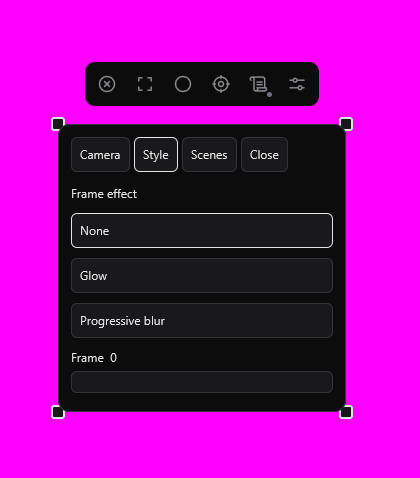 Camera Style Scenes Close
Frame effect
None
Glow
Progressive blur
Frame 0